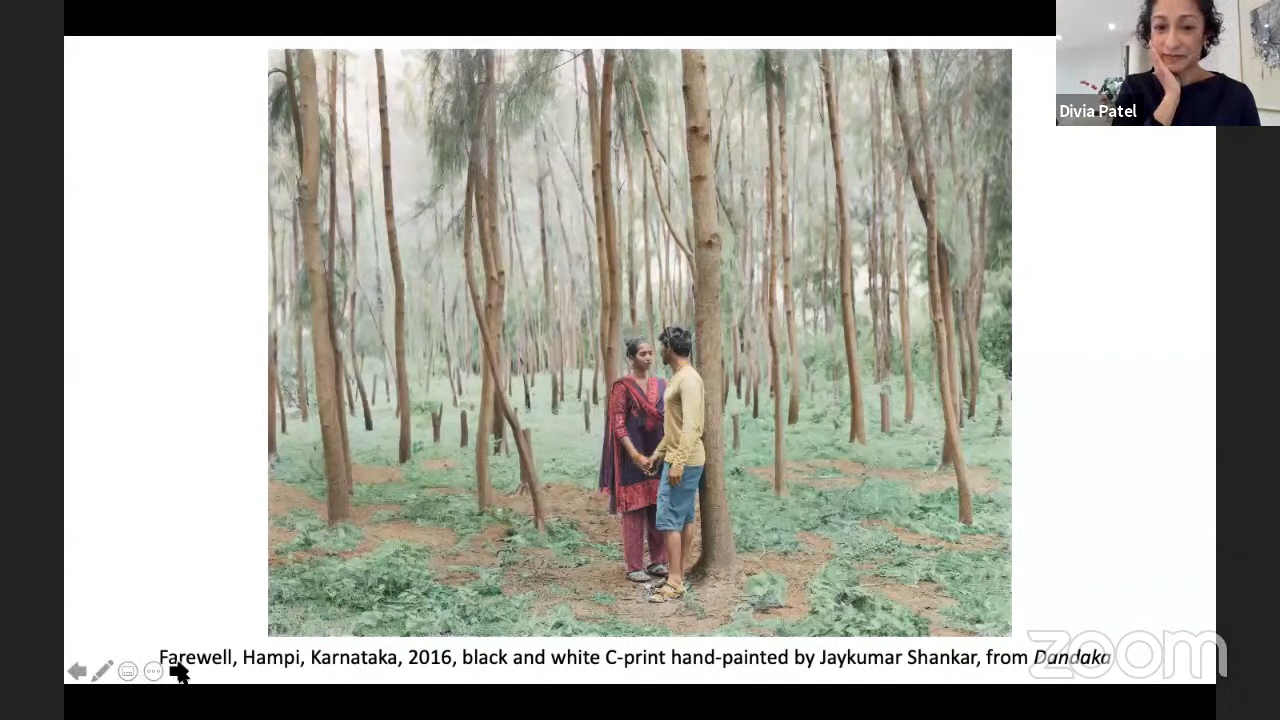 Divia Patel
Farewell, Hampi, Karnataka, 2016, black and white C-print hand-painted by Jaykumar Shankar, from Dandaka
zoom